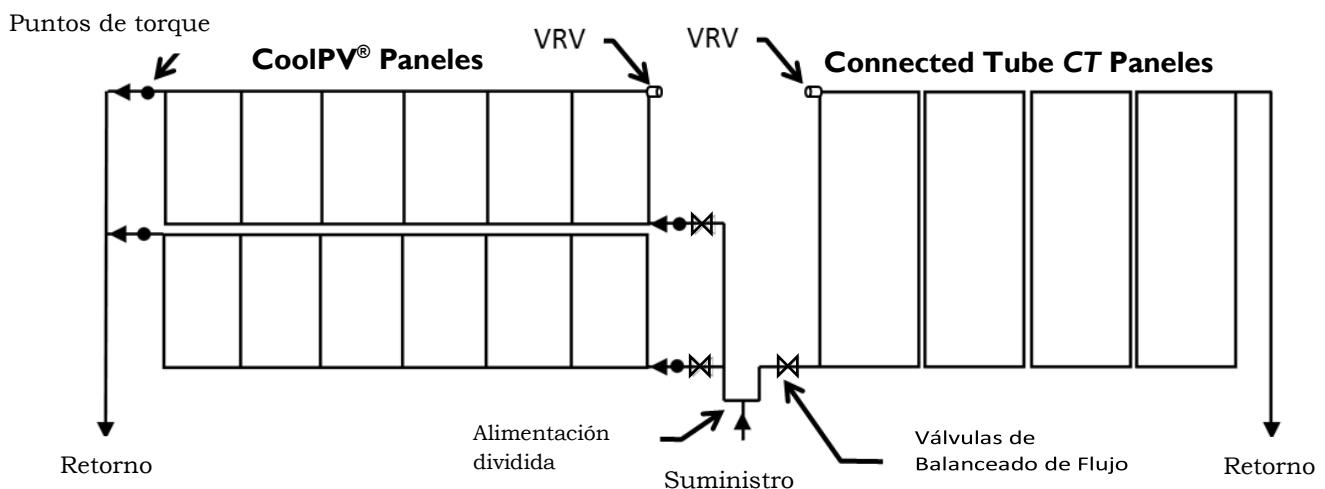 Puntos de torque
CoolPV® Paneles
VRV
VRV
Connected Tube CT Paneles
Alimentación
dividida
Válvulas de
Balanceado de Flujo
Retorno
Suministro
Retorno